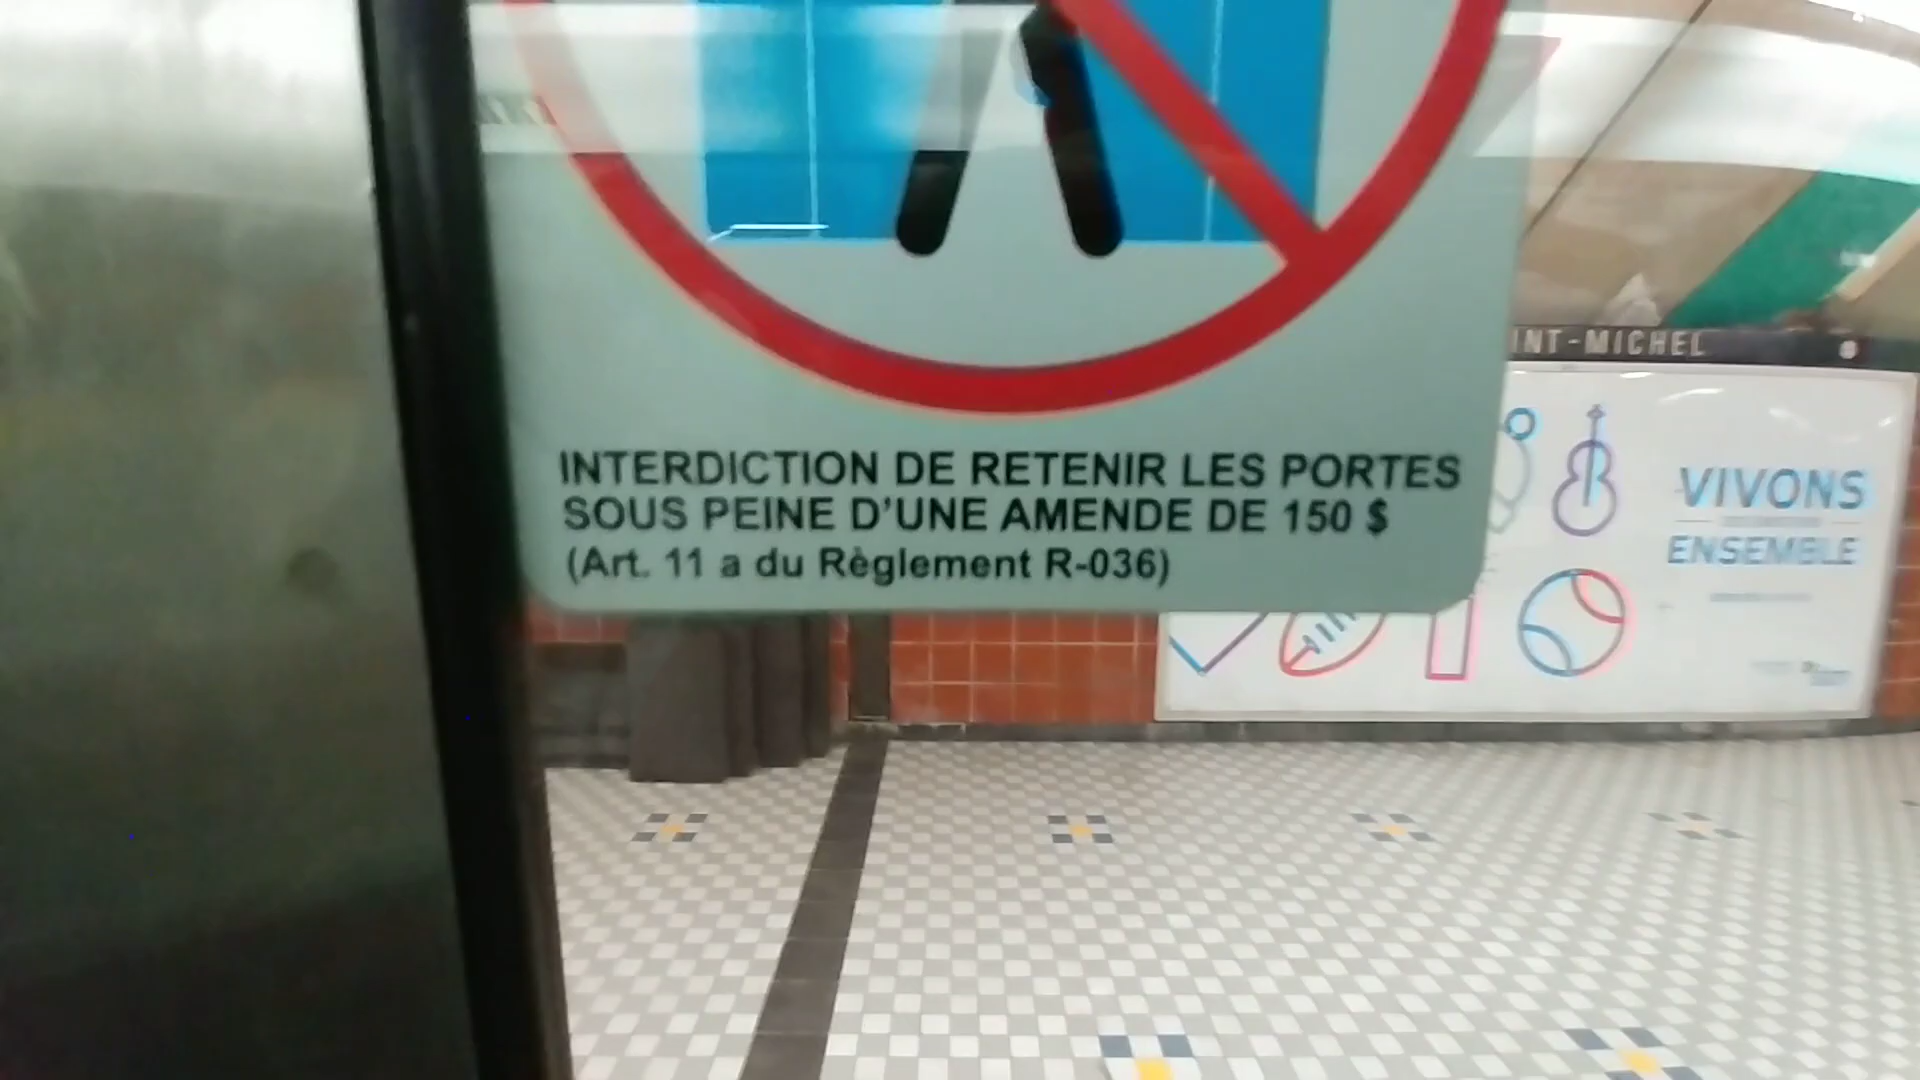 INTERDICTION DE RETENIR LES PORTES
SOUS PEINE D'UNE AMENDE DE 150 $
(Art. 11 a du Règlement R-036)
INT-MICHEL
VIVONS
ENSEMBLE